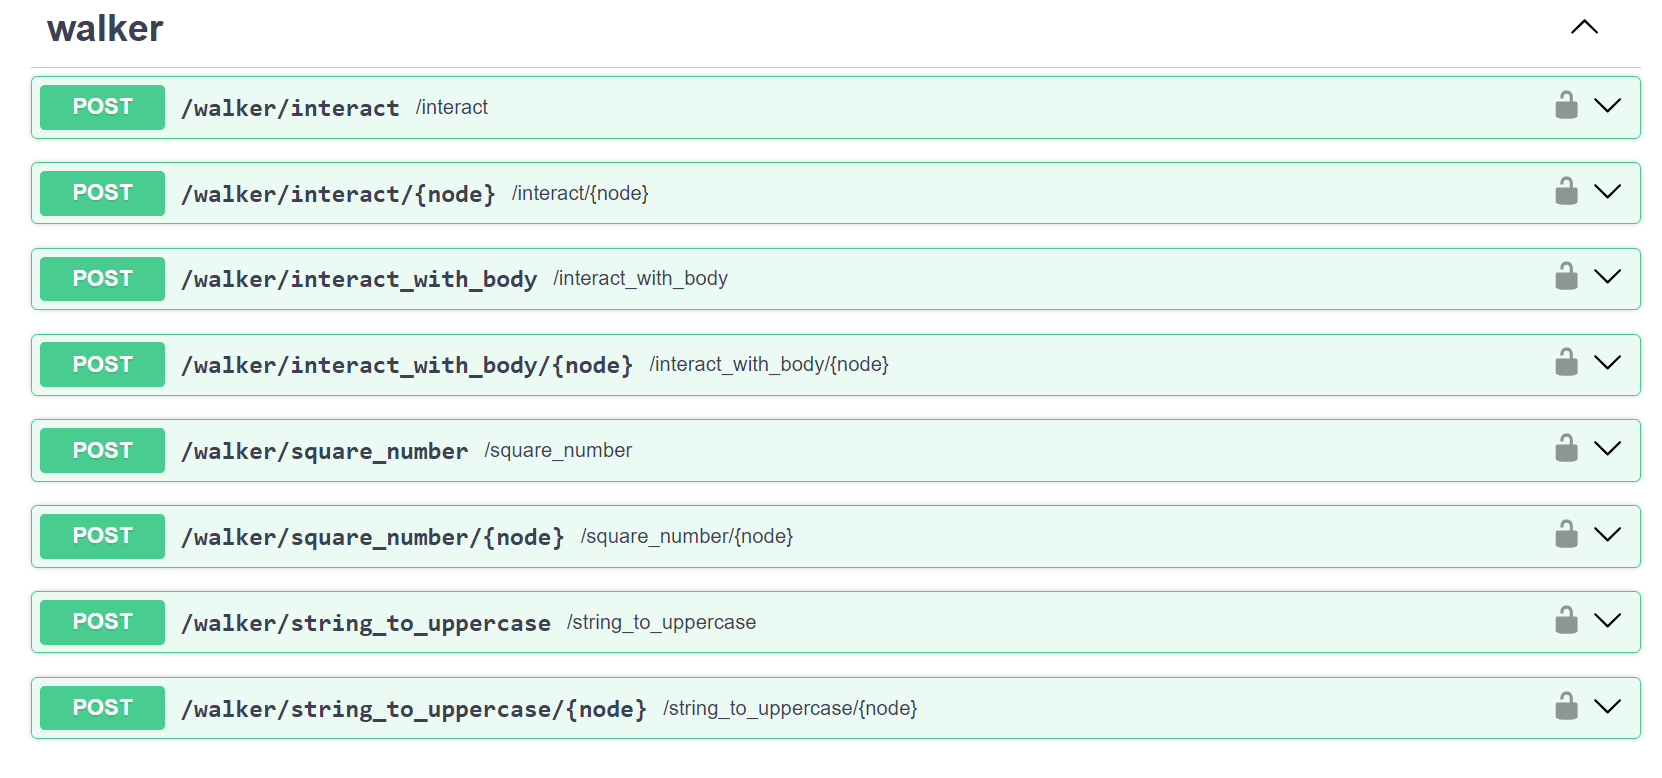 walker
POST /walker/interact /interact
POST /walker/interact/{node} /interact/{node}
POST /walker/interact_with_body /interact_with_body
POST /walker/interact_with_body/{node} /interact_with_body/{node}
POST /walker/square_number /square_number
POST /walker/square_number/{node} /square_number/{node}
POST /walker/string_to_uppercase /string_to_uppercase
POST /walker/string_to_uppercase/{node} /string_to_uppercase/{node}